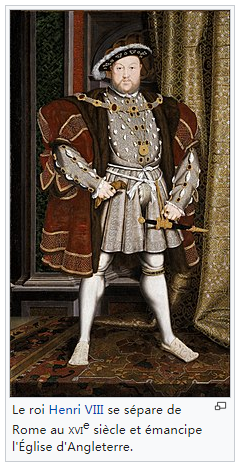 Le roi Henri VIII se sépare de
Rome au XVIe siècle et émancipe
l'Église d'Angleterre.